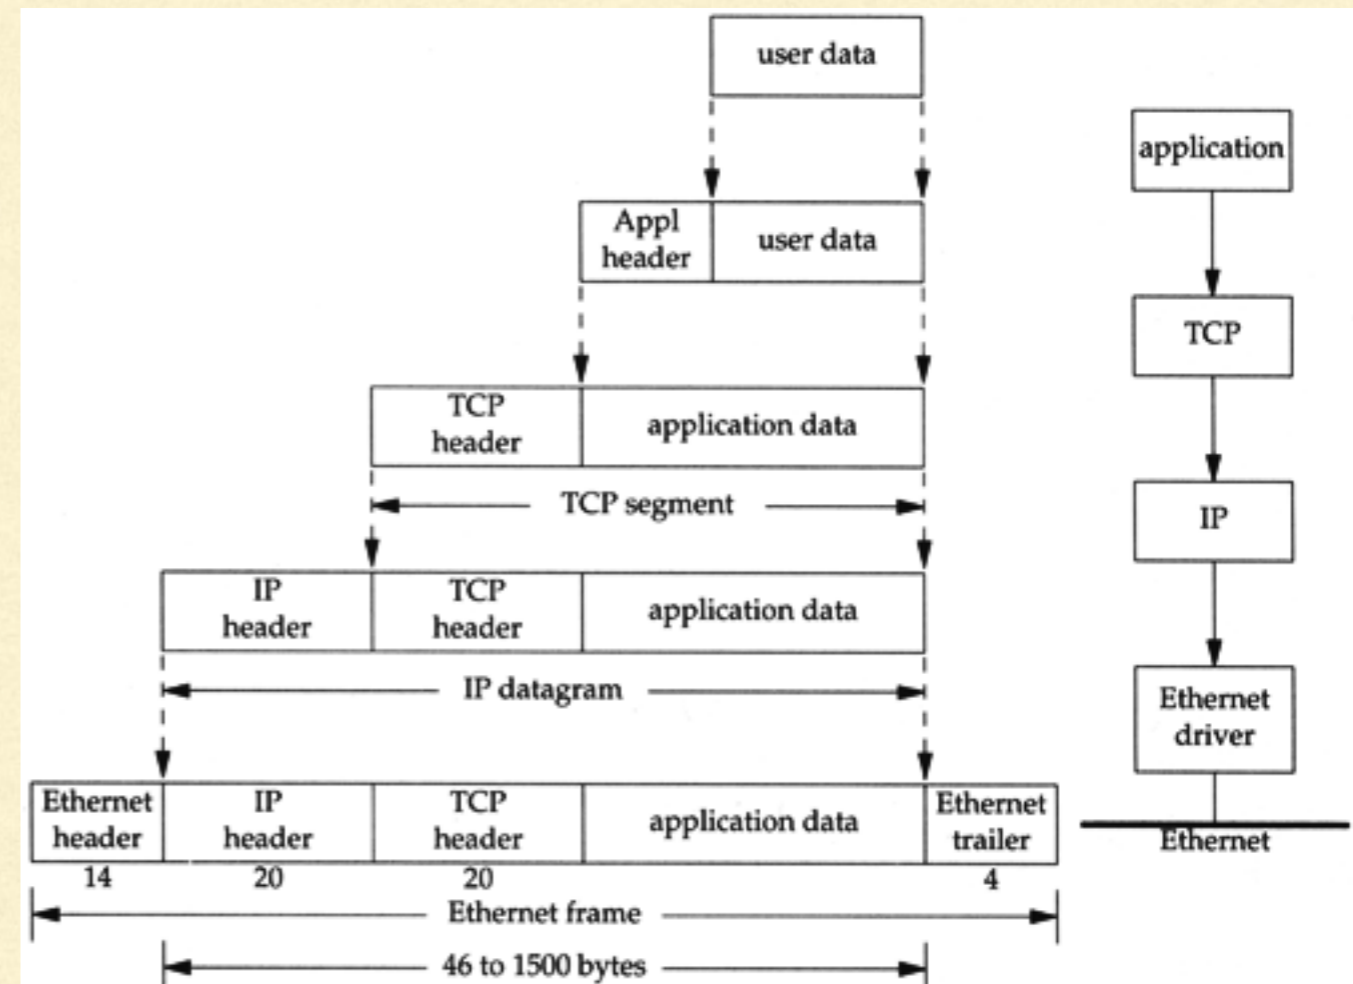 user data
application
Appl
header
user data
TCP
TCP
header
application data
TCP segment
IP
IP
header
TCP
header
application data
IP datagram
Ethernet
driver
Ethernet
header
IP
header
TCP
header
application data
Ethernet
trailer
Ethernet
14
20
20
4
Ethernet frame
46 to 1500 bytes